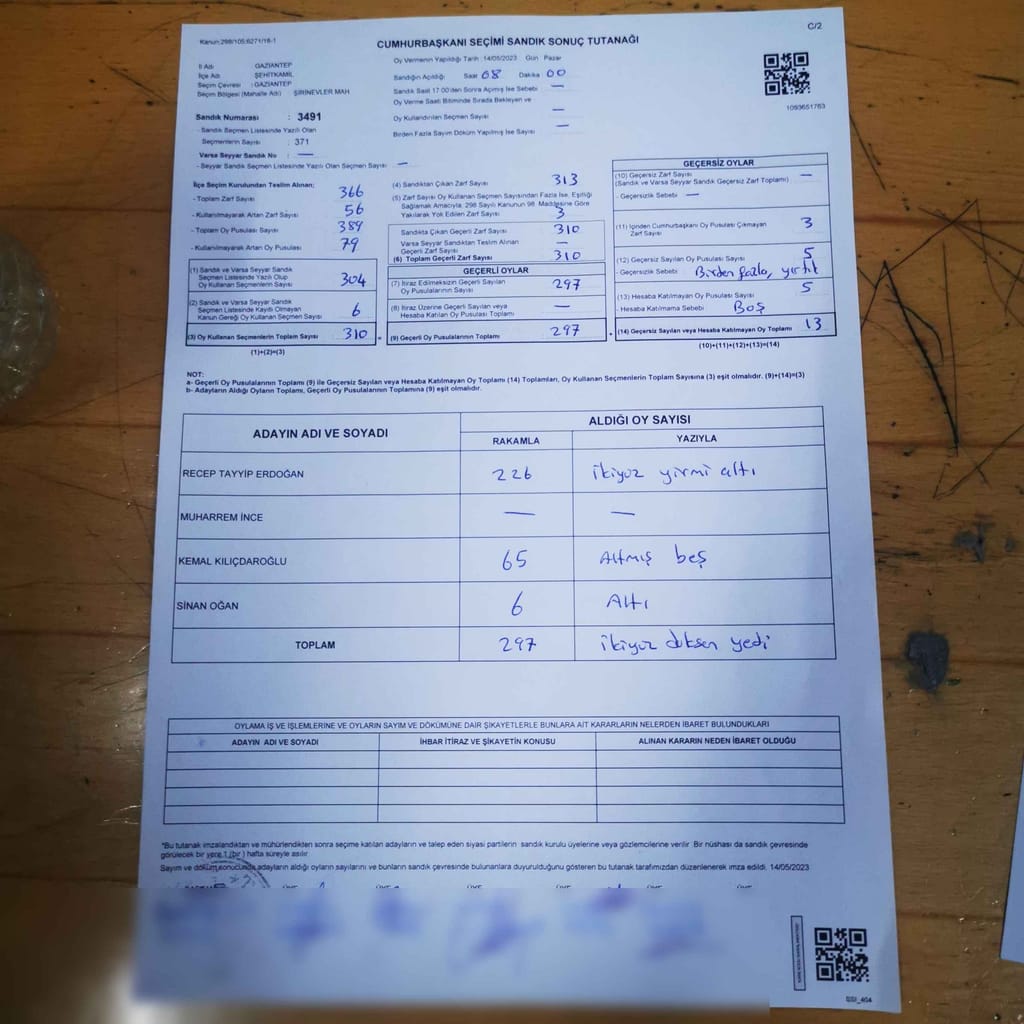 Kanun:298/105;6271/18-1
C/2
CUMHURBAŞKANI SEÇİMİ SANDIK SONUÇ TUTANAĞI
İl Adı : GAZİANTEP
İlçe Adı : ŞEHİTKAMİL
Seçim Çevresi : GAZİANTEP
Seçim Bölgesi (Mahalle Adı) : ŞİRİNEVLER MAH
Sandık Numarası : 3491
- Sandık Seçmen Listesinde Yazılı Olan
Seçmenlerin Sayısı : 371
Varsa Seyyar Sandık No : —
- Seyyar Sandık Seçmen Listesinde Yazılı Olan Seçmen Sayısı —
Oy Vermenin Yapıldığı Tarih : 14/05/2023 Gün Pazar
Sandığın Açıldığı Saat 08 Dakika 00
Sandık Saat 17:00'den Sonra Açılmış İse Sebebi —
Oy Verme Saati Bitiminde Sırada Bekleyen ve
Oy Kullandırılan Seçmen Sayısı —
Birden Fazla Sayım Döküm Yapılmış İse Sayısı —
1093651763
İlçe Seçim Kurulundan Teslim Alınan;
- Toplam Zarf Sayısı 366
- Kullanılmayarak Artan Zarf Sayısı 56
- Toplam Oy Pusulası Sayısı 389
- Kullanılmayarak Artan Oy Pusulası 79
(1) Sandık ve Varsa Seyyar Sandık
Seçmen Listesinde Yazılı Olup
Oy Kullanan Seçmenlerin Sayısı 304
(2) Sandık ve Varsa Seyyar Sandık
Seçmen Listesinde Kaydı Olmayan
Kanun Gereği Oy Kullanan Seçmen Sayısı 6
(3) Oy Kullanan Seçmenlerin Toplam Sayısı 310 =
(1)+(2)=(3)
(4) Sandıktan Çıkan Zarf Sayısı 313
(5) Zarf Sayısı Oy Kullanan Seçmen Sayısından Fazla İse, Eşitliği
Sağlamak Amacıyla; 298 Sayılı Kanunun 98. Maddesine Göre
Yakılarak Yok Edilen Zarf Sayısı 3
Sandıkta Çıkan Geçerli Zarf Sayısı 310
Varsa Seyyar Sandıktan Teslim Alınan
Geçerli Zarf Sayısı —
(6) Toplam Geçerli Zarf Sayısı 310
GEÇERLİ OYLAR
(7) İtiraz Edilmeksizin Geçerli Sayılan
Oy Pusulalarının Sayısı 297
(8) İtiraz Üzerine Geçerli Sayılan veya
Hesaba Katılan Oy Pusulası Toplamı —
(9) Geçerli Oy Pusulalarının Toplamı 297 +
GEÇERSİZ OYLAR
(10) Geçersiz Zarf Sayısı —
(Sandık ve Varsa Seyyar Sandık Geçersiz Zarf Toplamı)
- Geçersizlik Sebebi —
(11) İçinden Cumhurbaşkanı Oy Pusulası Çıkmayan
Zarf Sayısı 3
(12) Geçersiz Sayılan Oy Pusulası Sayısı 5
- Geçersizlik Sebebi Birden fazla, yırtık
(13) Hesaba Katılmayan Oy Pusulası Sayısı 5
- Hesaba Katılmama Sebebi BOŞ
(14) Geçersiz Sayılan veya Hesaba Katılmayan Oy Toplamı 13
(10)+(11)+(12)+(13)=(14)
NOT:
a- Geçerli Oy Pusulalarının Toplamı (9) ile Geçersiz Sayılan veya Hesaba Katılmayan Oy Toplamı (14) Toplamları, Oy Kullanan Seçmenlerin Toplam Sayısına (3) eşit olmalıdır. (9)+(14)=(3)
b- Adayların Aldığı Oyların Toplamı, Geçerli Oy Pusulalarının Toplamına (9) eşit olmalıdır.
ADAYIN ADI VE SOYADI
ALDIĞI OY SAYISI
RAKAMLA YAZIYLA
RECEP TAYYİP ERDOĞAN 226 ikiyüz yirmi altı
MUHARREM İNCE — —
KEMAL KILIÇDAROĞLU 65 Altmış beş
SİNAN OĞAN 6 Altı
TOPLAM 297 ikiyüz doksan yedi
OYLAMA İŞ VE İŞLEMLERİNE VE OYLARIN SAYIM VE DÖKÜMÜNE DAİR ŞİKAYETLERLE BUNLARA AİT KARARLARIN NELERDEN İBARET BULUNDUKLARI
ADAYIN ADI VE SOYADI İHBAR İTİRAZ VE ŞİKAYETİN KONUSU ALINAN KARARIN NEDEN İBARET OLDUĞU
*Bu tutanak imzalandıktan ve mühürlendikten sonra seçime katılan adayların ve talep eden siyasi partilerin sandık kurulu üyelerine veya gözlemcilerine verilir. Bir nüshası da sandık çevresinde
görülecek bir yere 1 (bir) hafta süreyle asılır.
Sayım ve döküm sonucunda adayların aldığı oyların sayılarını ve bunların sandık çevresinde bulunanlara duyurulduğunu gösteren bu tutanak tarafımızdan düzenlenerek imza edildi. 14/05/2023
SSI_404